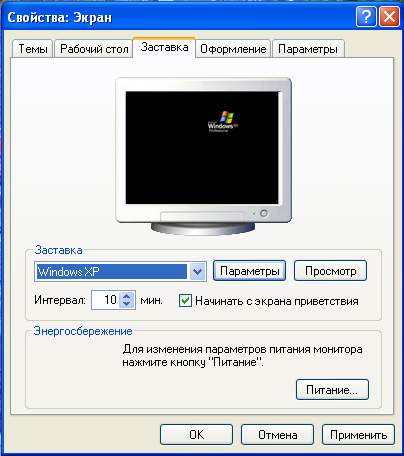 Свойства: Экран
Темы Рабочий стол Заставка Оформление Параметры
Windows XP
Professional
Заставка
Windows XP Параметры Просмотр
Интервал: 10 мин. Начинать с экрана приветствия
Энергосбережение
Для изменения параметров питания монитора
нажмите кнопку "Питание".
Питание...
OK Отмена Применить